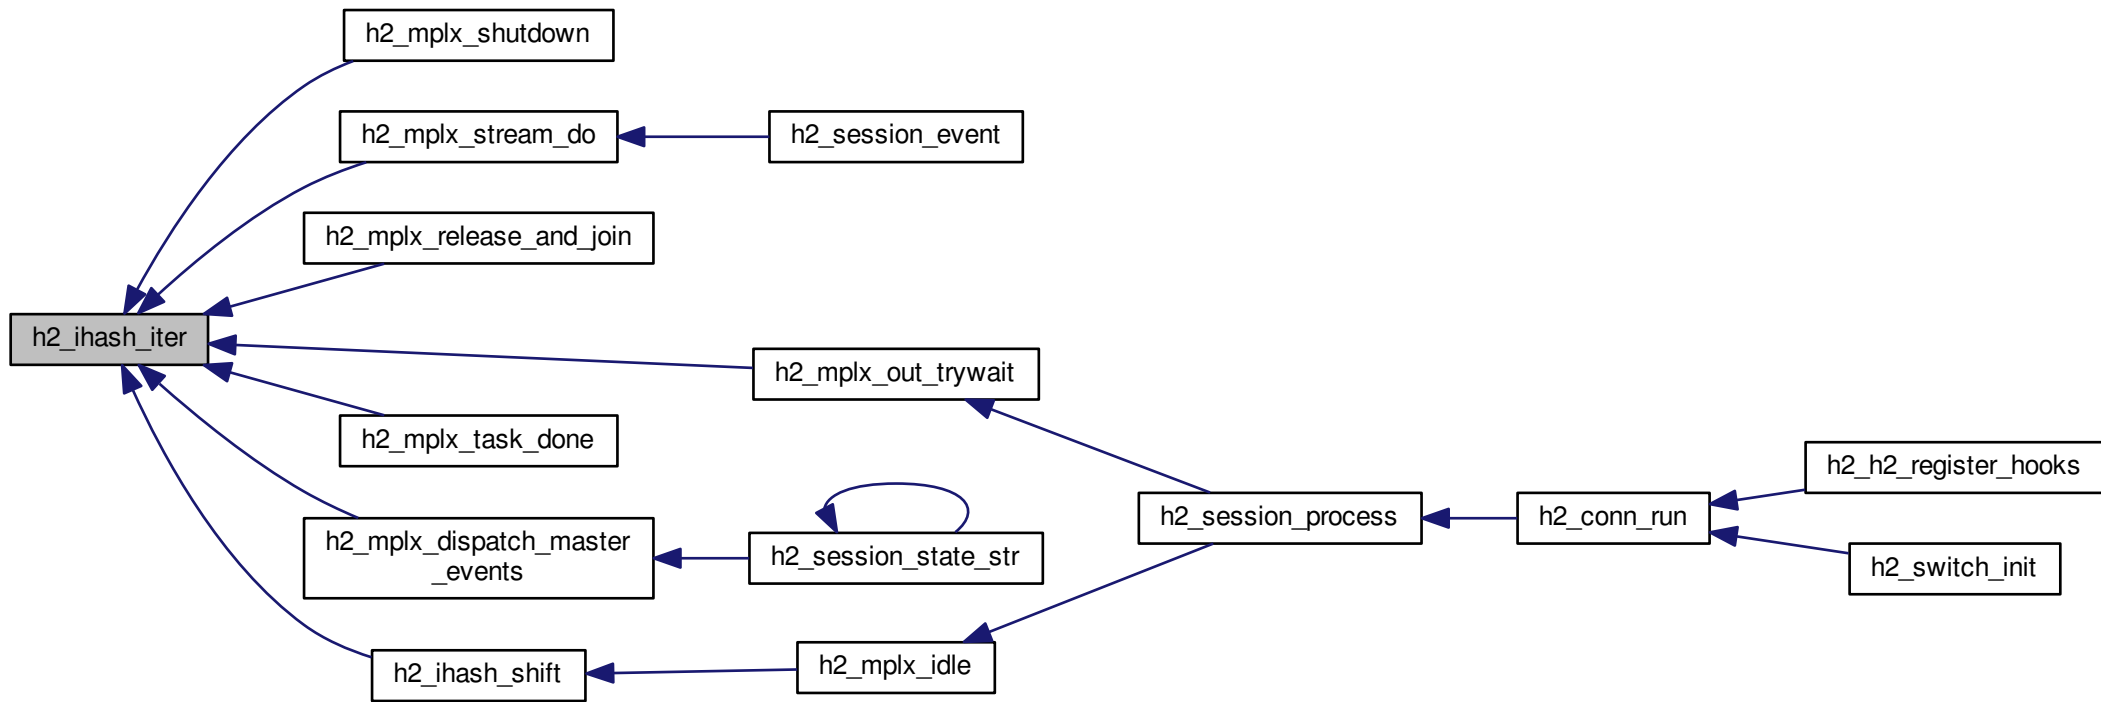 h2_mplx_shutdown
h2_mplx_stream_do
h2_session_event
h2_mplx_release_and_join
h2_ihash_iter
h2_mplx_out_trywait
h2_mplx_task_done
h2_h2_register_hooks
h2_session_process
h2_conn_run
h2_mplx_dispatch_master
_events
h2_session_state_str
h2_switch_init
h2_ihash_shift
h2_mplx_idle